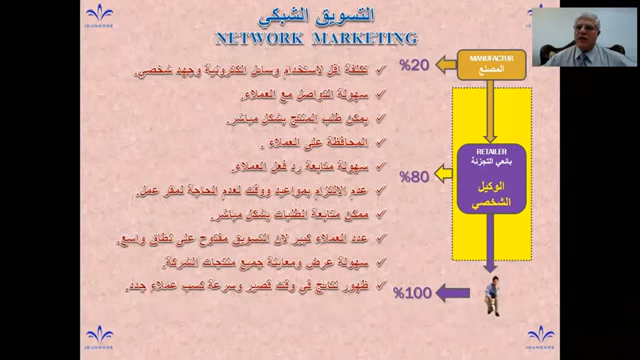 التسويق الشبكي
NETWORK MARKETING
تكلفة اقل لاستخدام وسائل الكترونية وجهد شخصي.
سهولة التواصل مع العملاء.
يمكن طلب المنتج بشكل مباشر.
المحافظة على العملاء .
سهولة متابعة رد فعل العملاء.
عدم الالتزام بمواعيد ووقت لعدم الحاجة لمقر عمل.
ممكن متابعة الطلبات بشكل مباشر.
عدد العملاء كبير لان التسويق مفتوح على نطاق واسع.
سهولة عرض ومعاينة جميع منتجات الشركة.
ظهور نتائج في وقت قصير وسرعة كسب عملاء جدد.
%20
MANUFACTUR
المصنع
%80
RETAILER
بائعي التجزئة
الوكيل
الشخصي
%100